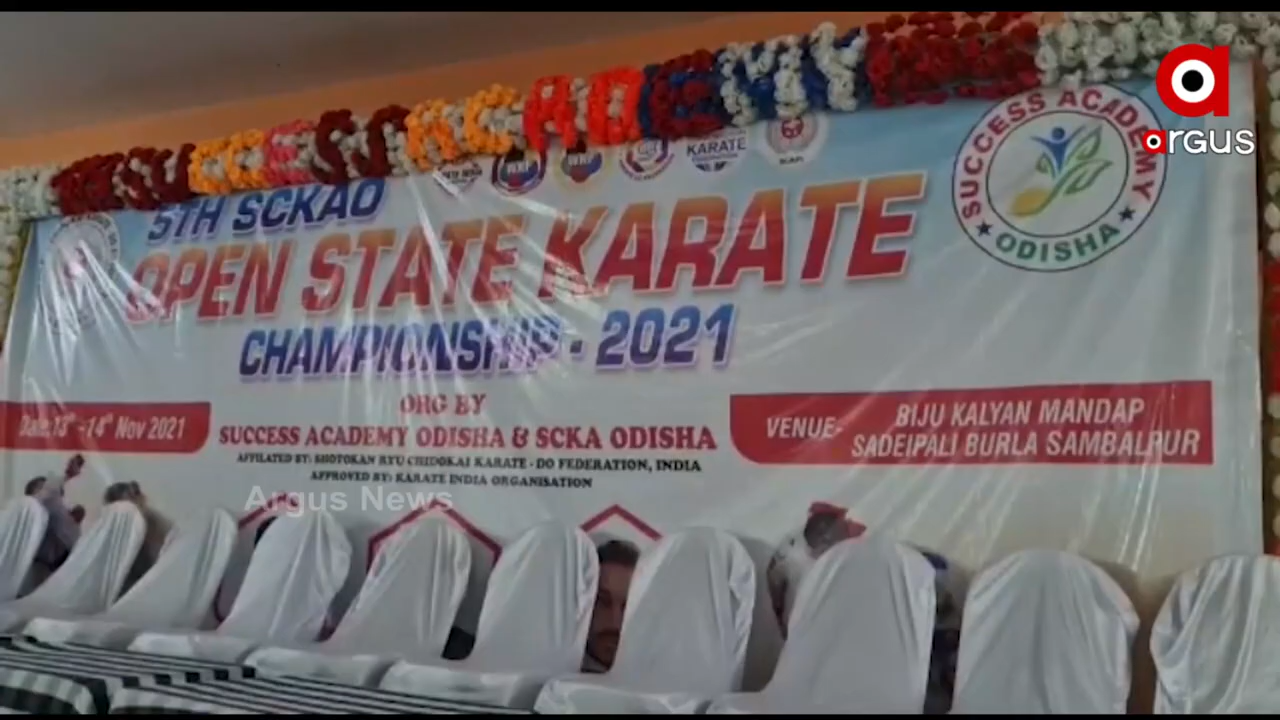 argus
SUCCESS ACADEMY
SUCCESS ACADEMY
ODISHA
KARATE
5TH SCKAO
OPEN STATE KARATE
CHAMPIONSHIP - 2021
ORG BY
SUCCESS ACADEMY ODISHA & SCKA ODISHA
AFFILATED BY: SHOTOKAN RYU CHIDOKAI KARATE - DO FEDERATION, INDIA
APPROVED BY: KARATE INDIA ORGANISATION
Date: 13th -14th Nov 2021
VENUE- BIJU KALYAN MANDAP
SADEIPALI BURLA SAMBALPUR
Argus News